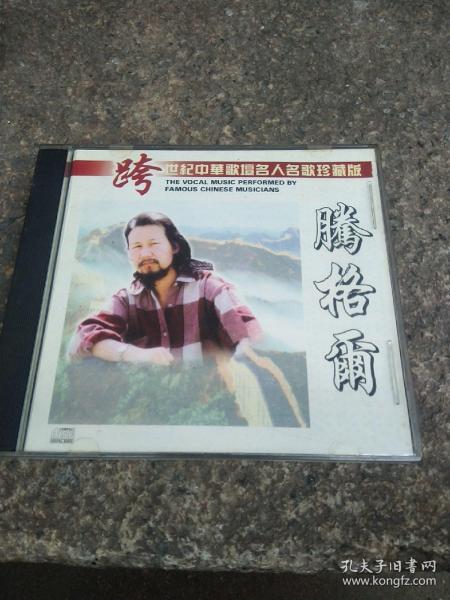 跨世紀中華歌壇名人名歌珍藏版
THE VOCAL MUSIC PERFORMED BY
FAMOUS CHINESE MUSICIANS
騰格爾
孔夫子旧书网
www.kongfz.com